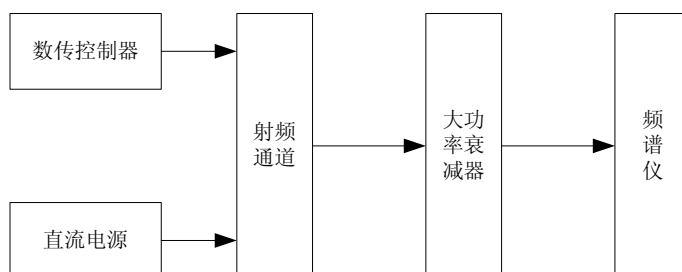 数传控制器
直流电源
射频
通道
大功
率衰
减器
频
谱
仪